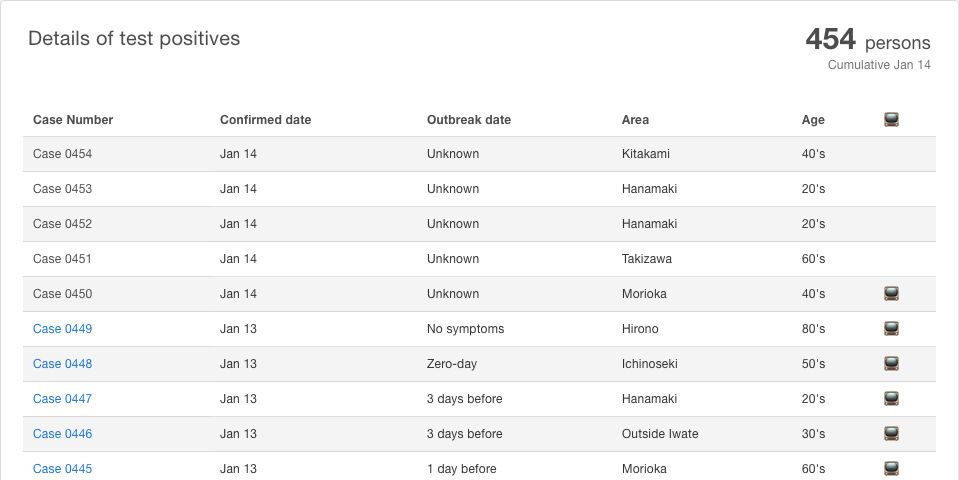 Details of test positives
454 persons
Cumulative Jan 14
Case Number Confirmed date Outbreak date Area Age
Case 0454 Jan 14 Unknown Kitakami 40's
Case 0453 Jan 14 Unknown Hanamaki 20's
Case 0452 Jan 14 Unknown Hanamaki 20's
Case 0451 Jan 14 Unknown Takizawa 60's
Case 0450 Jan 14 Unknown Morioka 40's
Case 0449 Jan 13 No symptoms Hirono 80's
Case 0448 Jan 13 Zero-day Ichinoseki 50's
Case 0447 Jan 13 3 days before Hanamaki 20's
Case 0446 Jan 13 3 days before Outside Iwate 30's
Case 0445 Jan 13 1 day before Morioka 60's